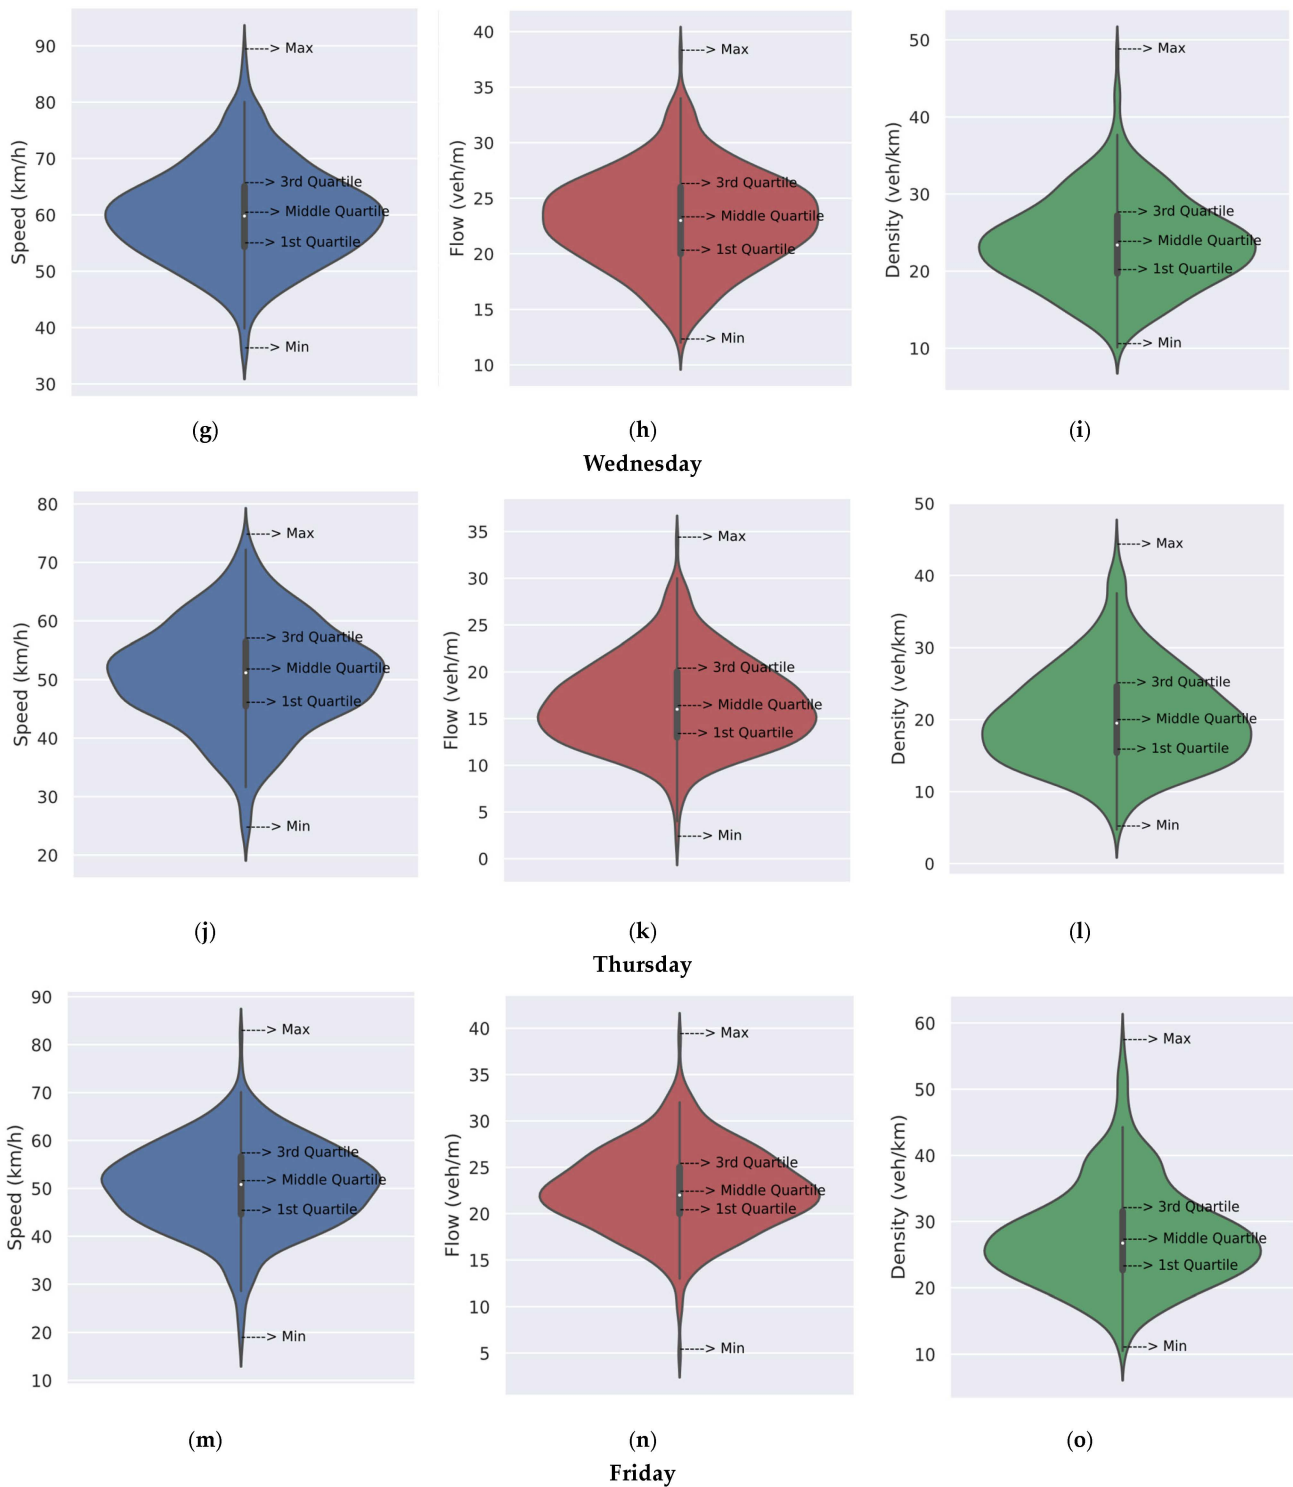 Speed (km/h)
90
80
70
60
50
40
30
----> Max
----> 3rd Quartile
----> Middle Quartile
----> 1st Quartile
----> Min
(g)
Flow (veh/m)
40
35
30
25
20
15
10
----> Max
----> 3rd Quartile
----> Middle Quartile
----> 1st Quartile
----> Min
(h)
Density (veh/km)
50
40
30
20
10
----> Max
----> 3rd Quartile
----> Middle Quartile
----> 1st Quartile
----> Min
(i)
Wednesday
Speed (km/h)
80
70
60
50
40
30
20
----> Max
----> 3rd Quartile
----> Middle Quartile
----> 1st Quartile
----> Min
(j)
Flow (veh/m)
35
30
25
20
15
10
5
0
----> Max
----> 3rd Quartile
----> Middle Quartile
----> 1st Quartile
----> Min
(k)
Density (veh/km)
50
40
30
20
10
0
----> Max
----> 3rd Quartile
----> Middle Quartile
----> 1st Quartile
----> Min
(l)
Thursday
Speed (km/h)
90
80
70
60
50
40
30
20
10
----> Max
----> 3rd Quartile
----> Middle Quartile
----> 1st Quartile
----> Min
(m)
Flow (veh/m)
40
35
30
25
20
15
10
5
----> Max
----> 3rd Quartile
----> Middle Quartile
----> 1st Quartile
----> Min
(n)
Density (veh/km)
60
50
40
30
20
10
----> Max
----> 3rd Quartile
----> Middle Quartile
----> 1st Quartile
----> Min
(o)
Friday